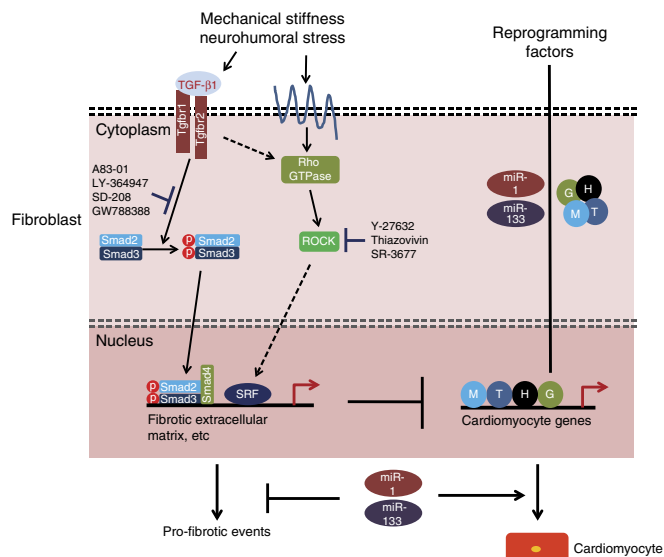 Mechanical stiffness
neurohumoral stress
Reprogramming
factors
TGF-β1
Tgfbr1
Tgfbr2
Cytoplasm
Rho
GTPase
A83-01
LY-364947
SD-208
GW788388
miR-
1
miR-
133
G
H
M
T
Fibroblast
Smad2
Smad3
p
Smad2
p
Smad3
ROCK
Y-27632
Thiazovivin
SR-3677
Nucleus
p
Smad2
p
Smad3
Smad4
SRF
M
T
H
G
Fibrotic extracellular
matrix, etc
Cardiomyocyte genes
miR-
1
miR-
133
Pro-fibrotic events
Cardiomyocyte